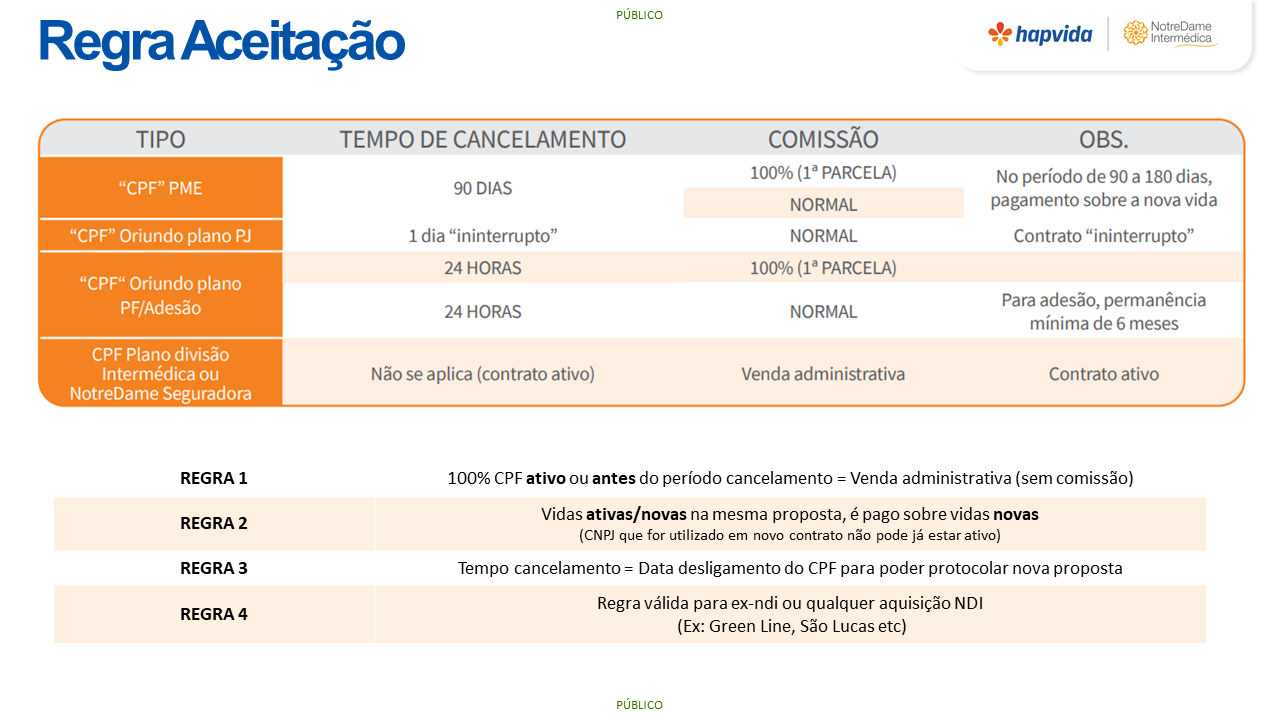 PÚBLICO
Regra Aceitação
hapvida
NotreDame
Intermédica
TIPO TEMPO DE CANCELAMENTO COMISSÃO OBS.
“CPF” PME 90 DIAS 100% (1ª PARCELA) No período de 90 a 180 dias,
NORMAL pagamento sobre a nova vida
“CPF” Oriundo plano PJ 1 dia “ininterrupto” NORMAL Contrato “ininterrupto”
“CPF“ Oriundo plano 24 HORAS 100% (1ª PARCELA)
PF/Adesão 24 HORAS NORMAL Para adesão, permanência
mínima de 6 meses
CPF Plano divisão
Intermédica ou Não se aplica (contrato ativo) Venda administrativa Contrato ativo
NotreDame Seguradora
REGRA 1 100% CPF ativo ou antes do período cancelamento = Venda administrativa (sem comissão)
REGRA 2 Vidas ativas/novas na mesma proposta, é pago sobre vidas novas
(CNPJ que for utilizado em novo contrato não pode já estar ativo)
REGRA 3 Tempo cancelamento = Data desligamento do CPF para poder protocolar nova proposta
REGRA 4 Regra válida para ex-ndi ou qualquer aquisição NDI
(Ex: Green Line, São Lucas etc)
PÚBLICO